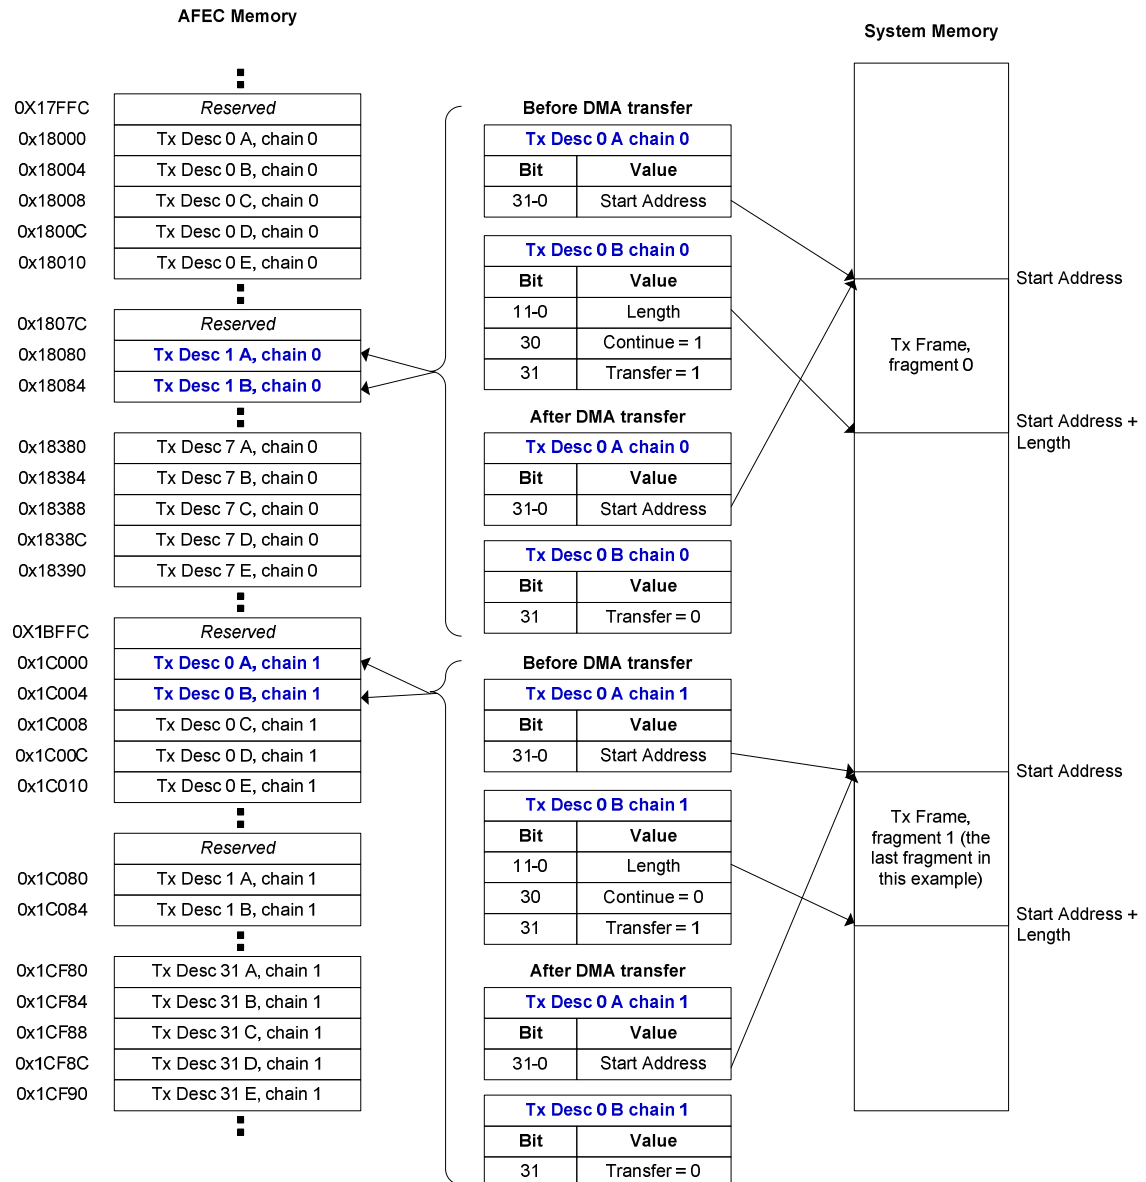 AFEC Memory
0X17FFC Reserved
0x18000 Tx Desc 0 A, chain 0
0x18004 Tx Desc 0 B, chain 0
0x18008 Tx Desc 0 C, chain 0
0x1800C Tx Desc 0 D, chain 0
0x18010 Tx Desc 0 E, chain 0
0x1807C Reserved
0x18080 Tx Desc 1 A, chain 0
0x18084 Tx Desc 1 B, chain 0
0x18380 Tx Desc 7 A, chain 0
0x18384 Tx Desc 7 B, chain 0
0x18388 Tx Desc 7 C, chain 0
0x1838C Tx Desc 7 D, chain 0
0x18390 Tx Desc 7 E, chain 0
0X1BFFC Reserved
0x1C000 Tx Desc 0 A, chain 1
0x1C004 Tx Desc 0 B, chain 1
0x1C008 Tx Desc 0 C, chain 1
0x1C00C Tx Desc 0 D, chain 1
0x1C010 Tx Desc 0 E, chain 1
Reserved
0x1C080 Tx Desc 1 A, chain 1
0x1C084 Tx Desc 1 B, chain 1
0x1CF80 Tx Desc 31 A, chain 1
0x1CF84 Tx Desc 31 B, chain 1
0x1CF88 Tx Desc 31 C, chain 1
0x1CF8C Tx Desc 31 D, chain 1
0x1CF90 Tx Desc 31 E, chain 1
Before DMA transfer
Tx Desc 0 A chain 0
Bit Value
31-0 Start Address
Tx Desc 0 B chain 0
Bit Value
11-0 Length
30 Continue = 1
31 Transfer = 1
After DMA transfer
Tx Desc 0 A chain 0
Bit Value
31-0 Start Address
Tx Desc 0 B chain 0
Bit Value
31 Transfer = 0
Before DMA transfer
Tx Desc 0 A chain 1
Bit Value
31-0 Start Address
Tx Desc 0 B chain 1
Bit Value
11-0 Length
30 Continue = 0
31 Transfer = 1
After DMA transfer
Tx Desc 0 A chain 1
Bit Value
31-0 Start Address
Tx Desc 0 B chain 1
Bit Value
31 Transfer = 0
System Memory
Start Address
Tx Frame,
fragment 0
Start Address +
Length
Start Address
Tx Frame,
fragment 1 (the
last fragment in
this example)
Start Address +
Length